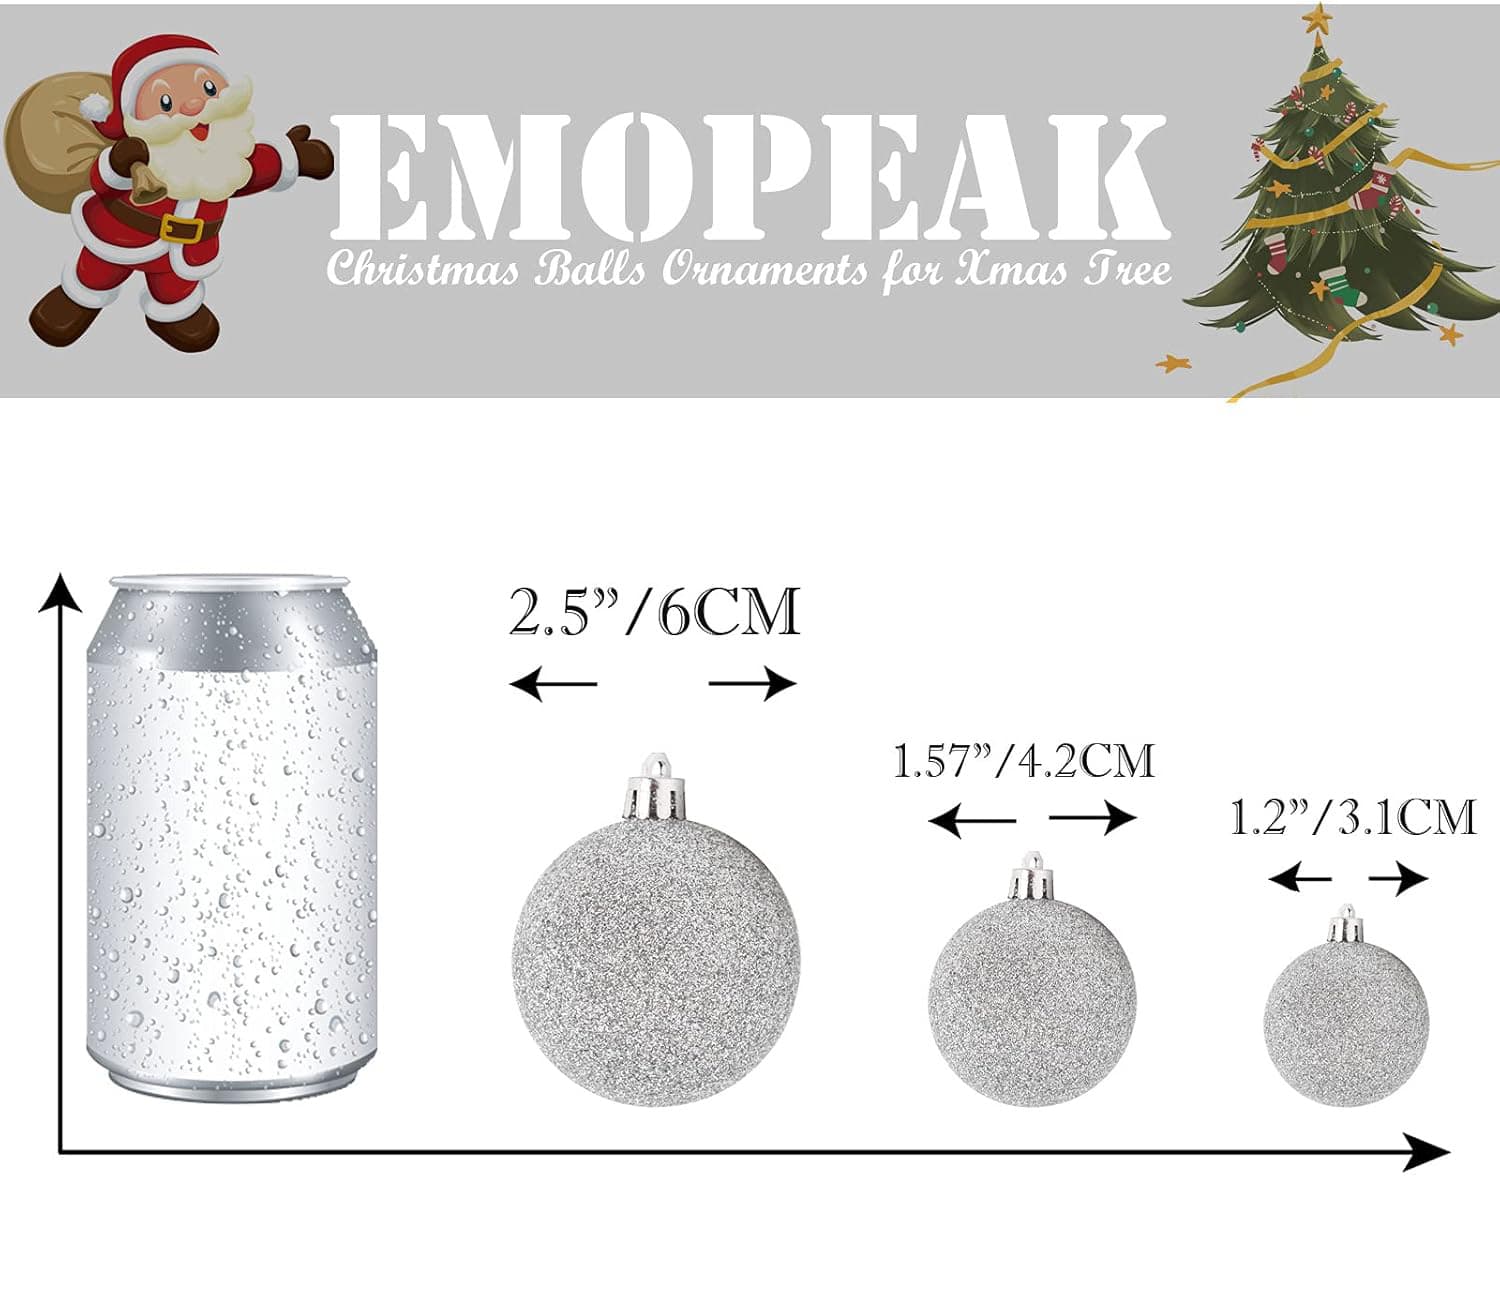 EMOPEAK
Christmas Balls Ornaments for Xmas Tree
2.5”/6CM
1.57”/4.2CM
1.2”/3.1CM